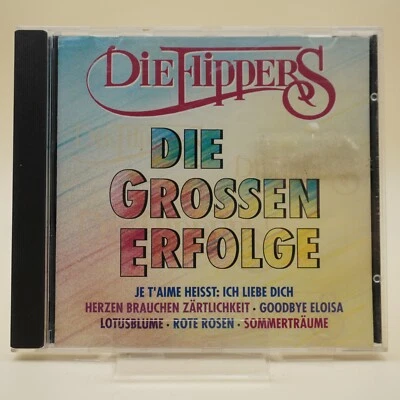 Die Flippers
DIE
GROSSEN
ERFOLGE
JE T'AIME HEISST: ICH LIEBE DICH
HERZEN BRAUCHEN ZÄRTLICHKEIT · GOODBYE ELOISA
LOTUSBLUME · ROTE ROSEN · SOMMERTRÄUME